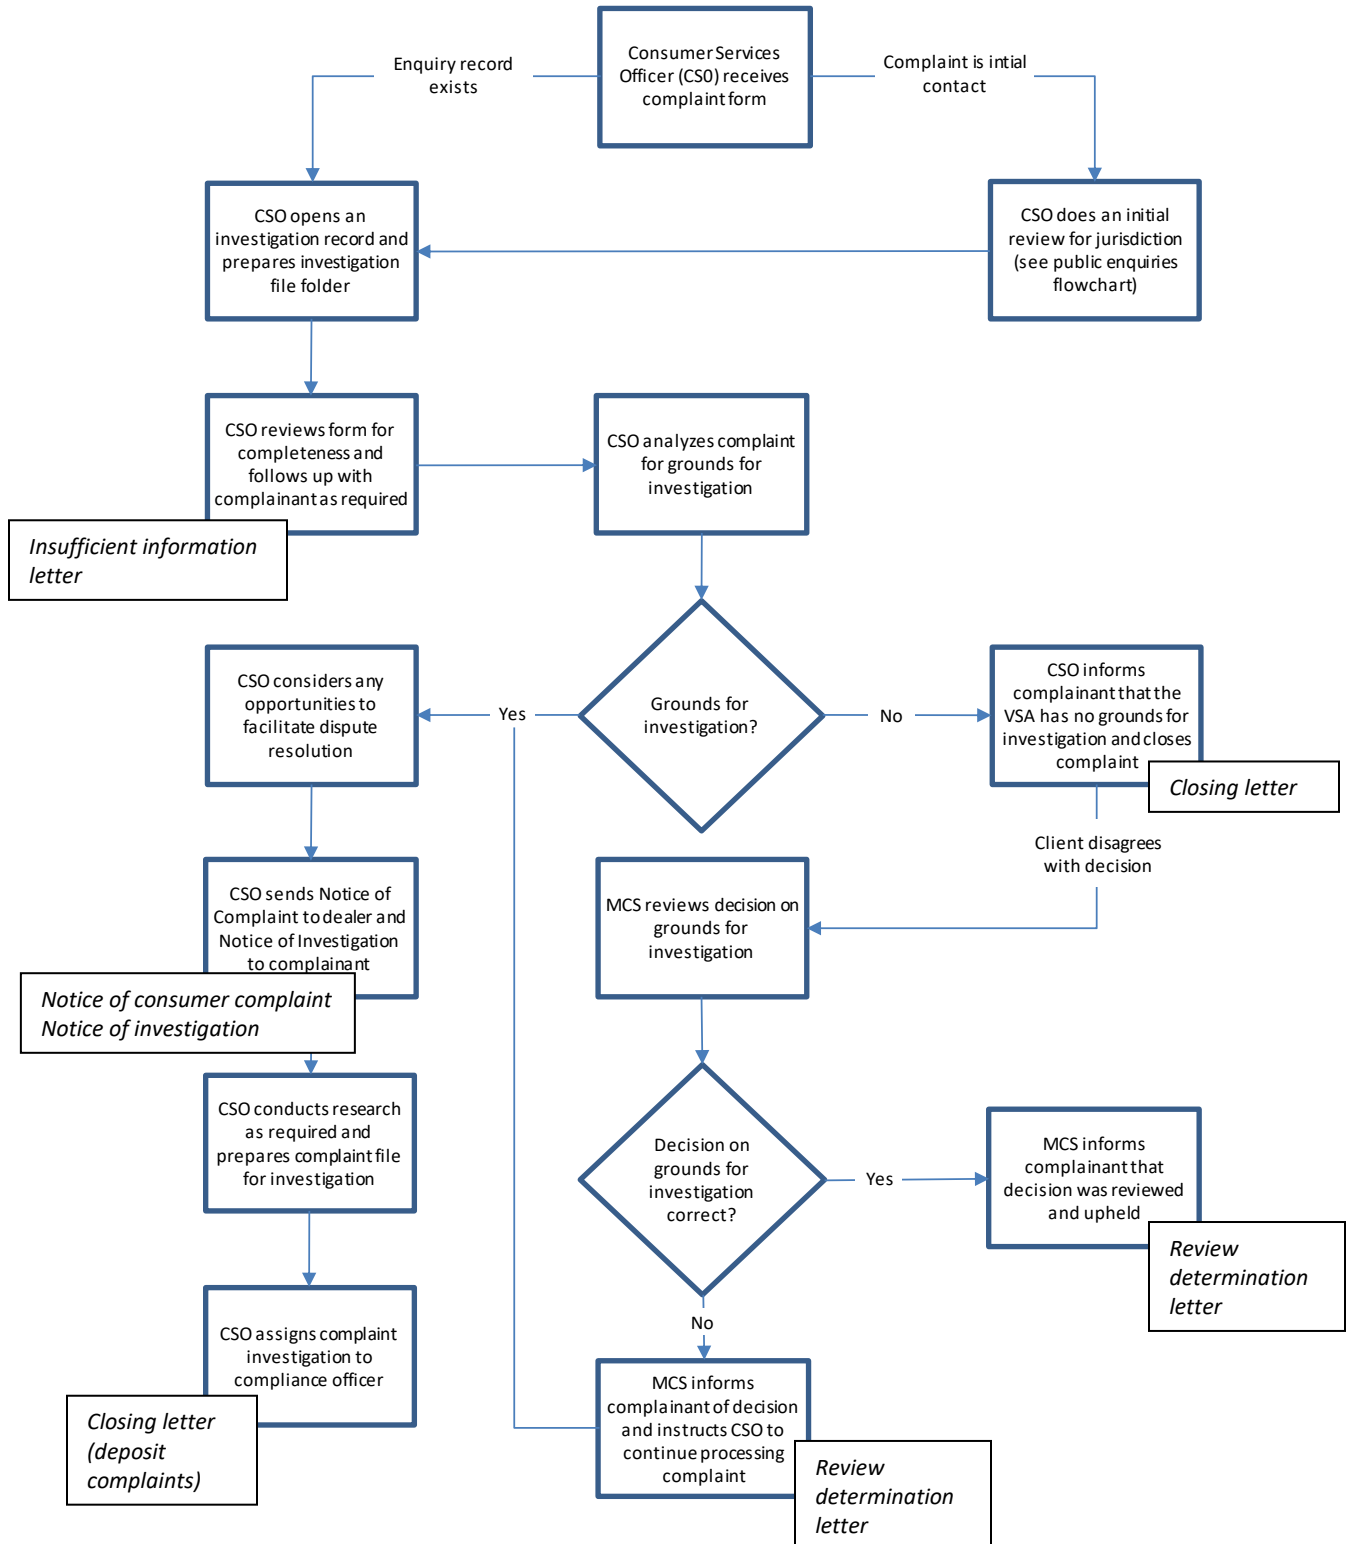 Consumer Services
Officer (CS0) receives
complaint form
Enquiry record
exists
Complaint is intial
contact
CSO opens an
investigation record and
prepares investigation
file folder
CSO does an initial
review for jurisdiction
(see public enquiries
flowchart)
CSO reviews form for
completeness and
follows up with
complainant as required
Insufficient information
letter
CSO analyzes complaint
for grounds for
investigation
Grounds for
investigation?
Yes
No
CSO considers any
opportunities to
facilitate dispute
resolution
CSO informs
complainant that the
VSA has no grounds for
investigation and closes
complaint
Closing letter
Client disagrees
with decision
CSO sends Notice of
Complaint to dealer and
Notice of Investigation
to complainant
Notice of consumer complaint
Notice of investigation
MCS reviews decision on
grounds for
investigation
CSO conducts research
as required and
prepares complaint file
for investigation
Decision on
grounds for
investigation
correct?
Yes
MCS informs
complainant that
decision was reviewed
and upheld
Review
determination
letter
No
CSO assigns complaint
investigation to
compliance officer
Closing letter
(deposit
complaints)
MCS informs
complainant of decision
and instructs CSO to
continue processing
complaint
Review
determination
letter